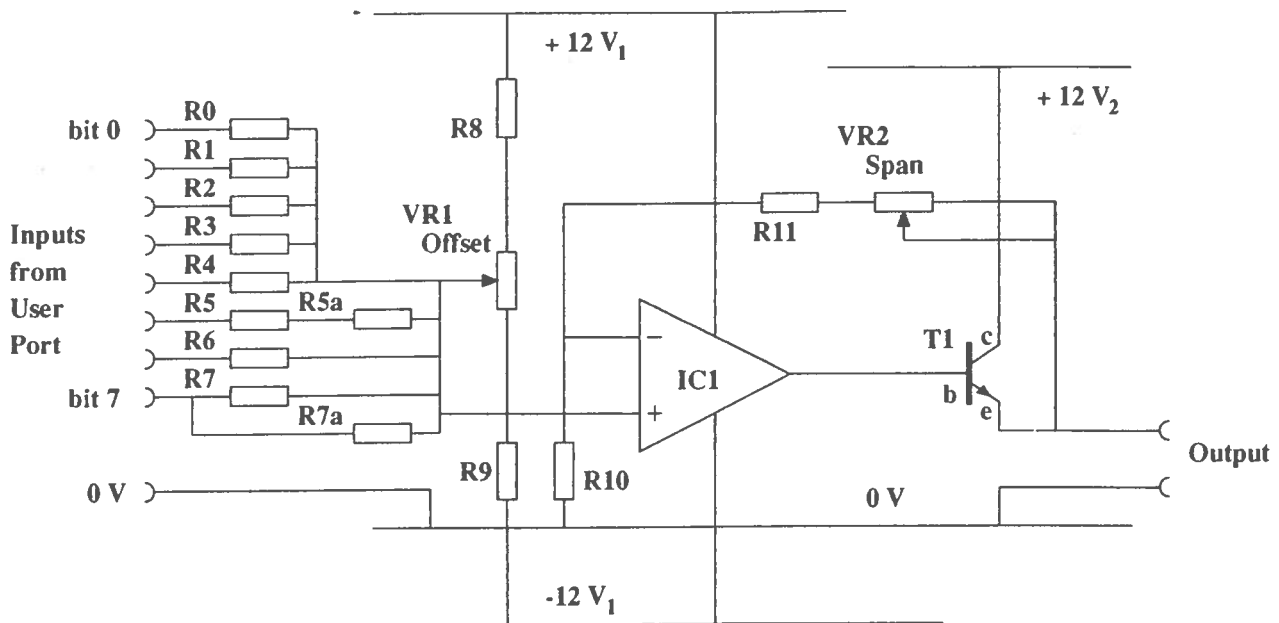 + 12 V1
+ 12 V2
R8
VR2
Span
R11
bit 0
R0
R1
R2
R3
R4
R5
R5a
R6
bit 7
R7
R7a
0 V
Inputs
from
User
Port
VR1
Offset
−
IC1
+
T1
c
b
e
R9
R10
0 V
Output
-12 V1